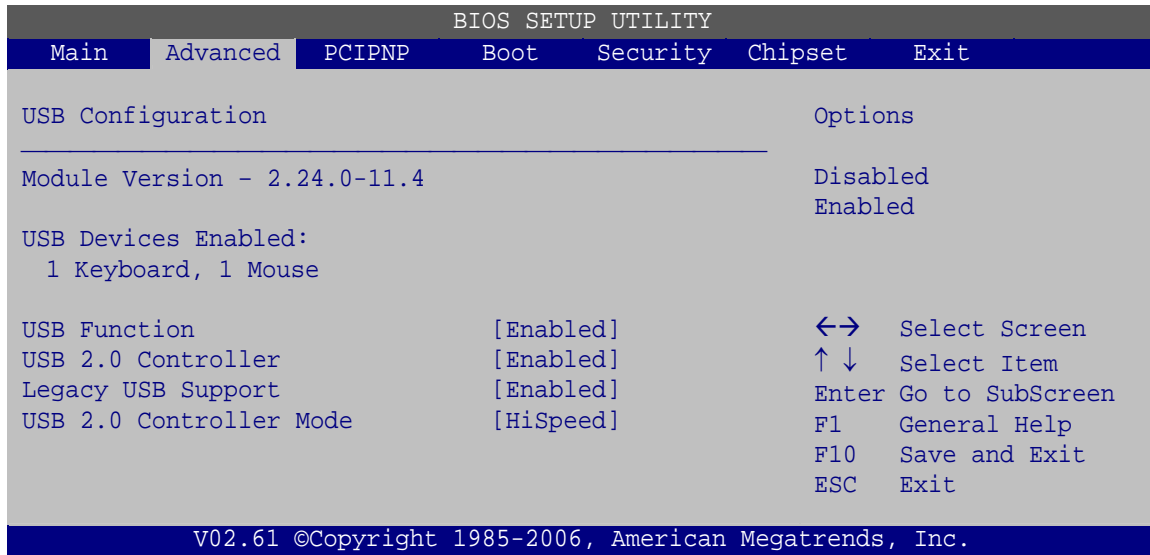 BIOS SETUP UTILITY
Main Advanced PCIPNP Boot Security Chipset Exit
USB Configuration
Module Version – 2.24.0-11.4
USB Devices Enabled:
1 Keyboard, 1 Mouse
USB Function [Enabled]
USB 2.0 Controller [Enabled]
Legacy USB Support [Enabled]
USB 2.0 Controller Mode [HiSpeed]
Options
Disabled
Enabled
←→ Select Screen
↑↓ Select Item
Enter Go to SubScreen
F1 General Help
F10 Save and Exit
ESC Exit
V02.61 ©Copyright 1985-2006, American Megatrends, Inc.